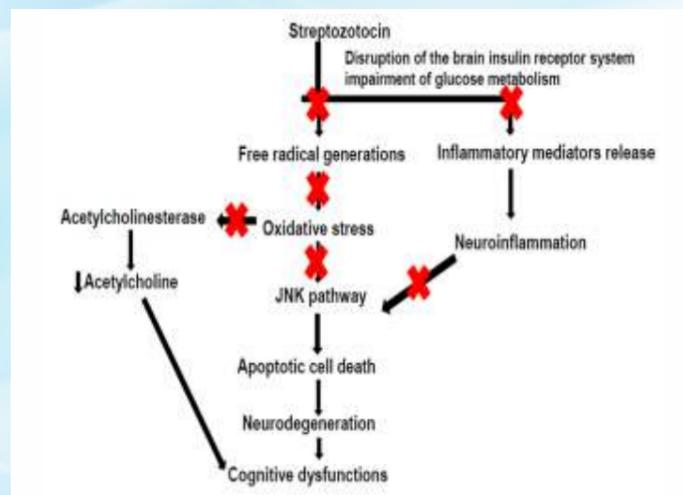 Streptozotocin
Disruption of the brain insulin receptor system
impairment of glucose metabolism
Free radical generations
Inflammatory mediators release
Acetylcholinesterase
Oxidative stress
Neuroinflammation
↓Acetylcholine
JNK pathway
Apoptotic cell death
Neurodegeneration
Cognitive dysfunctions